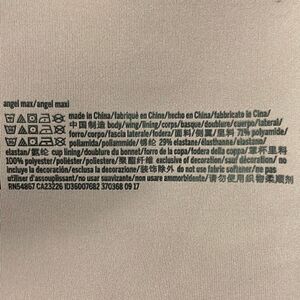 angel max/angel maxi
made in China/fabriqué en Chine/hecho en China/fabbricato in Cina/
中国制造 body/wing/lining/corps/basque/doublure/cuerpo/lateral/
forro/corpo/fascia laterale/fodera/面料/侧翼/里料 71% polyamide/
poliamida/poliammide/锦纶 29% elastane/élasthanne/elastano/
elastan/氨纶 cup lining/doublure du bonnet/forro de la copa/fodera della coppa/罩杯里料
100% polyester/poliéster/poliestere/聚酯纤维 exclusive of decoration/sauf décoration/no
incluye la decoración/esclusa la decorazione/装饰除外 do not use fabric softener/ne pas
utiliser d'assouplissant/no usar suavizante/non usare ammorbidente/请勿使用织物柔顺剂
RN54867 CA23226 ID36007682 370368 09 17